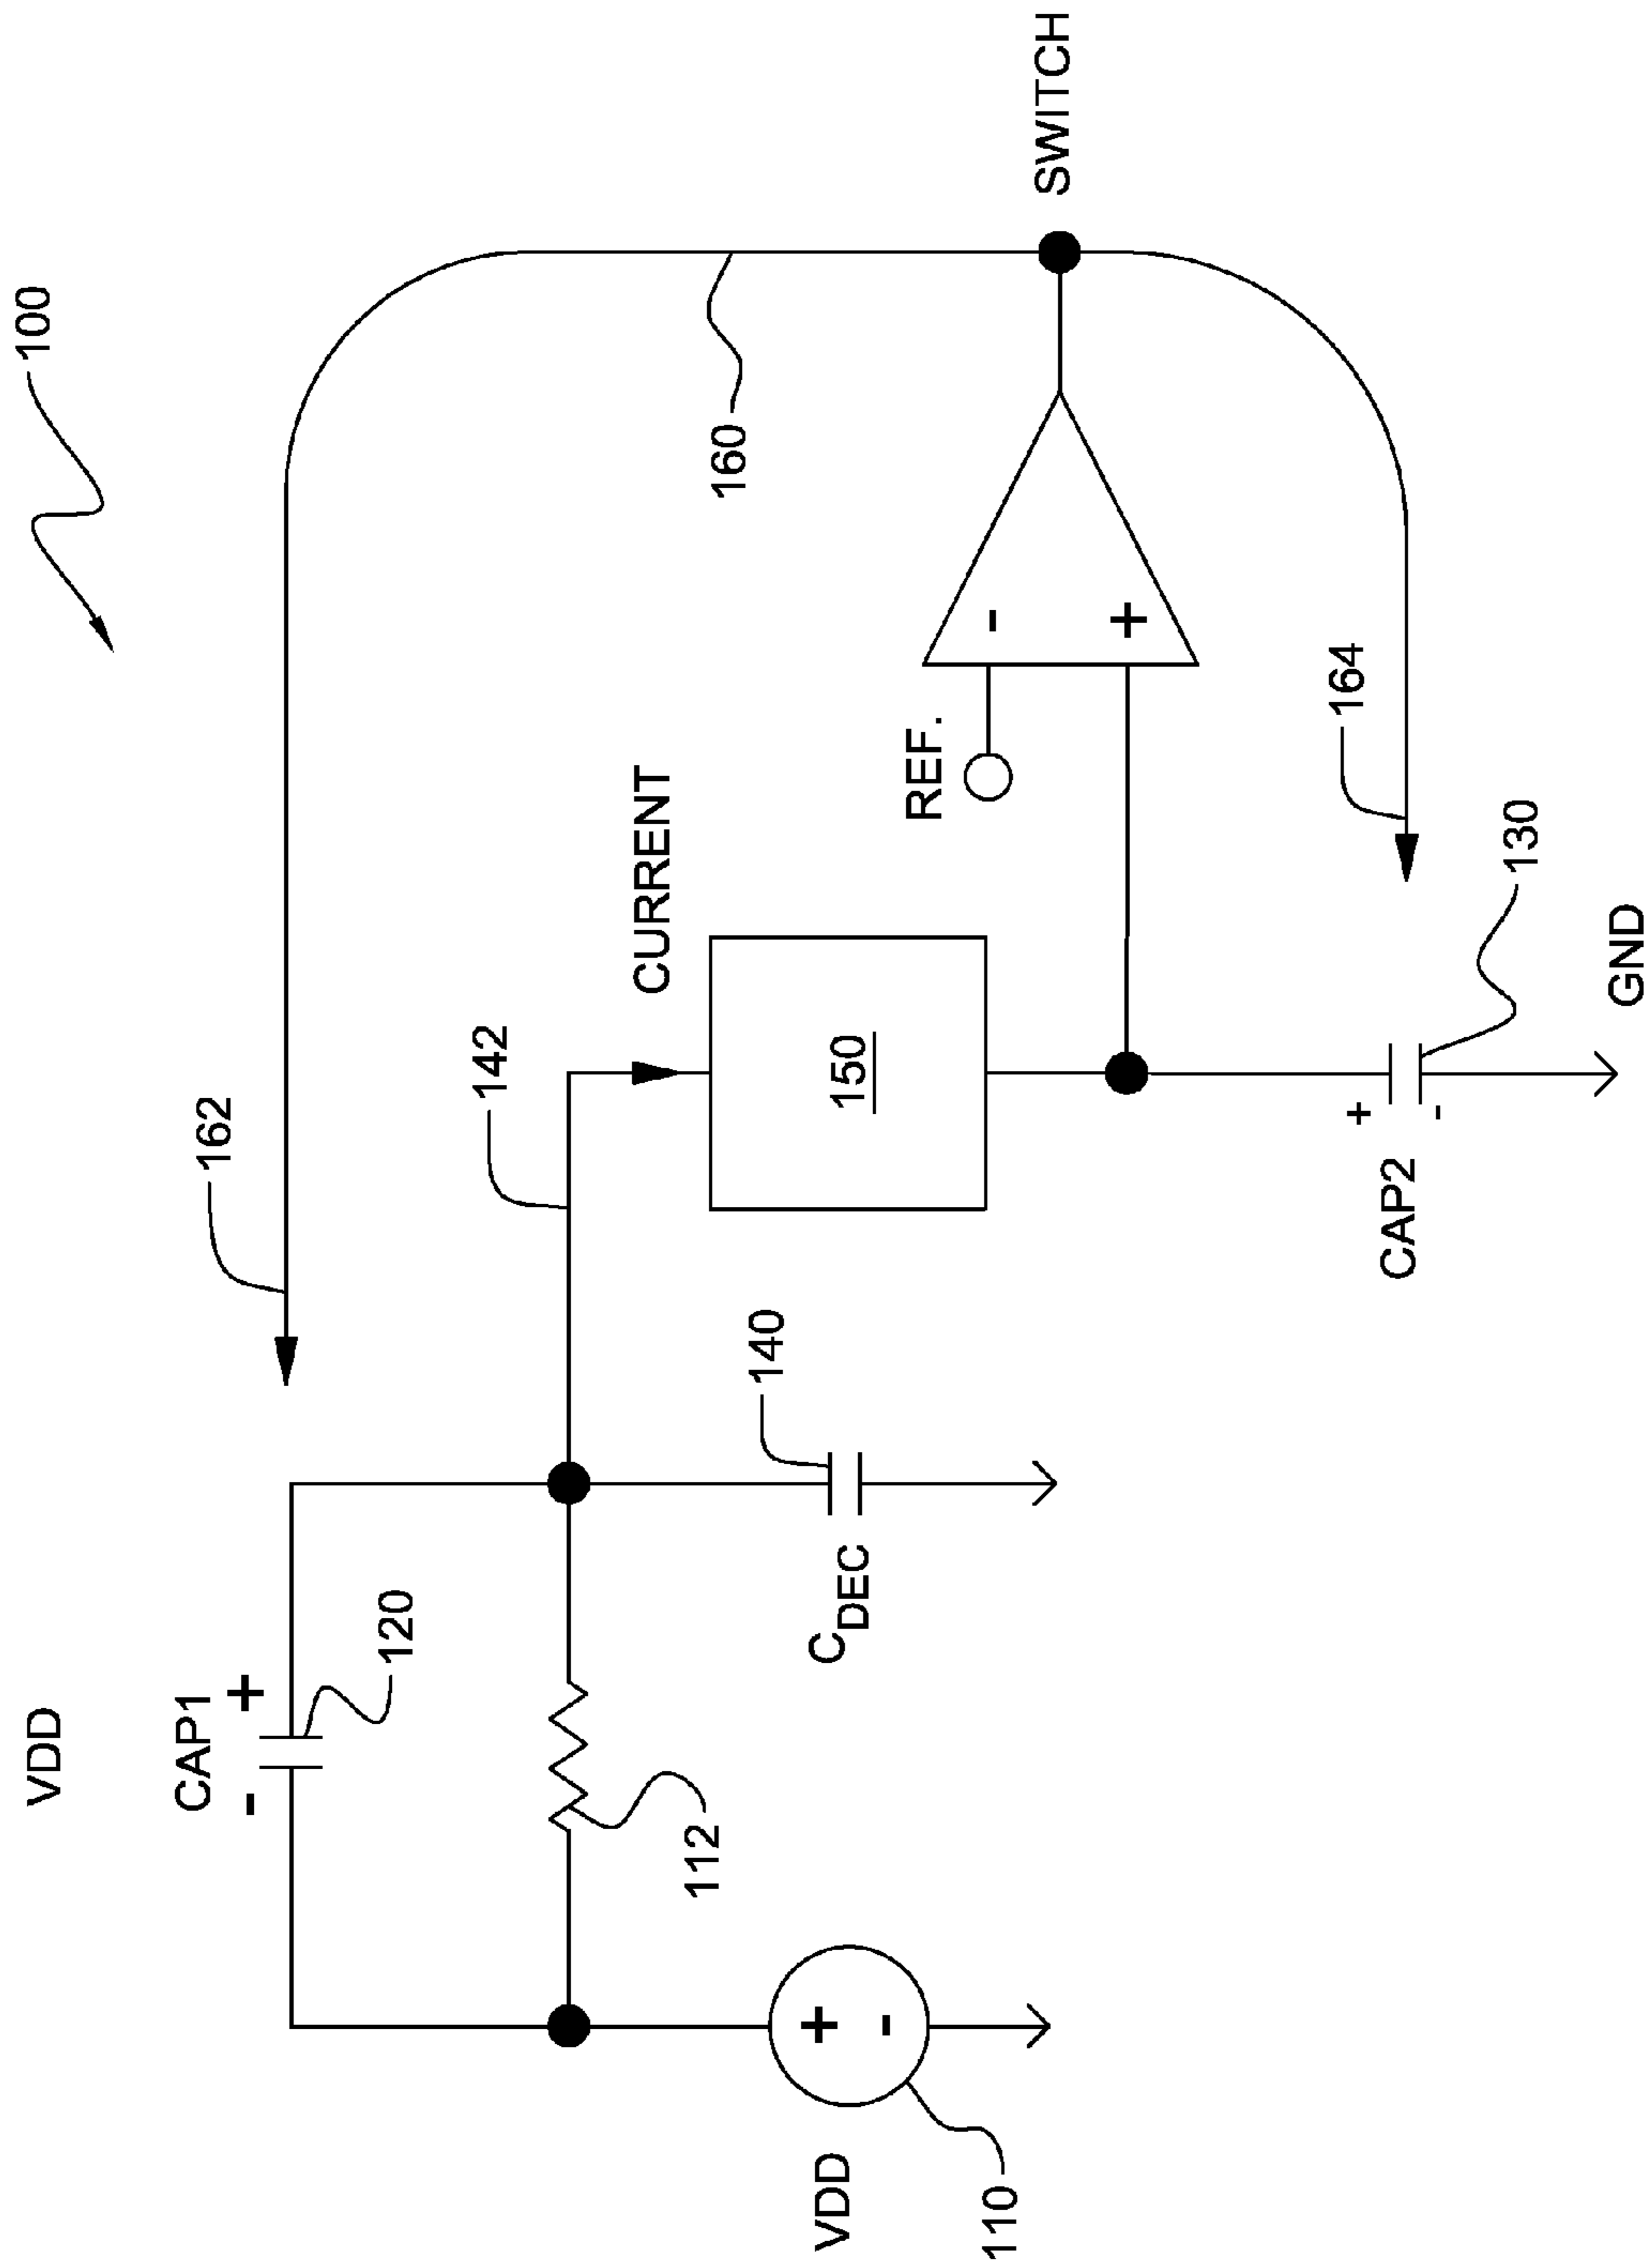 100
VDD
CAP1
- +
120
162
142
CURRENT
160
SWITCH
112
C DEC
140
150
REF.
-
+
VDD
+
-
110
CAP2
+
-
164
130
GND